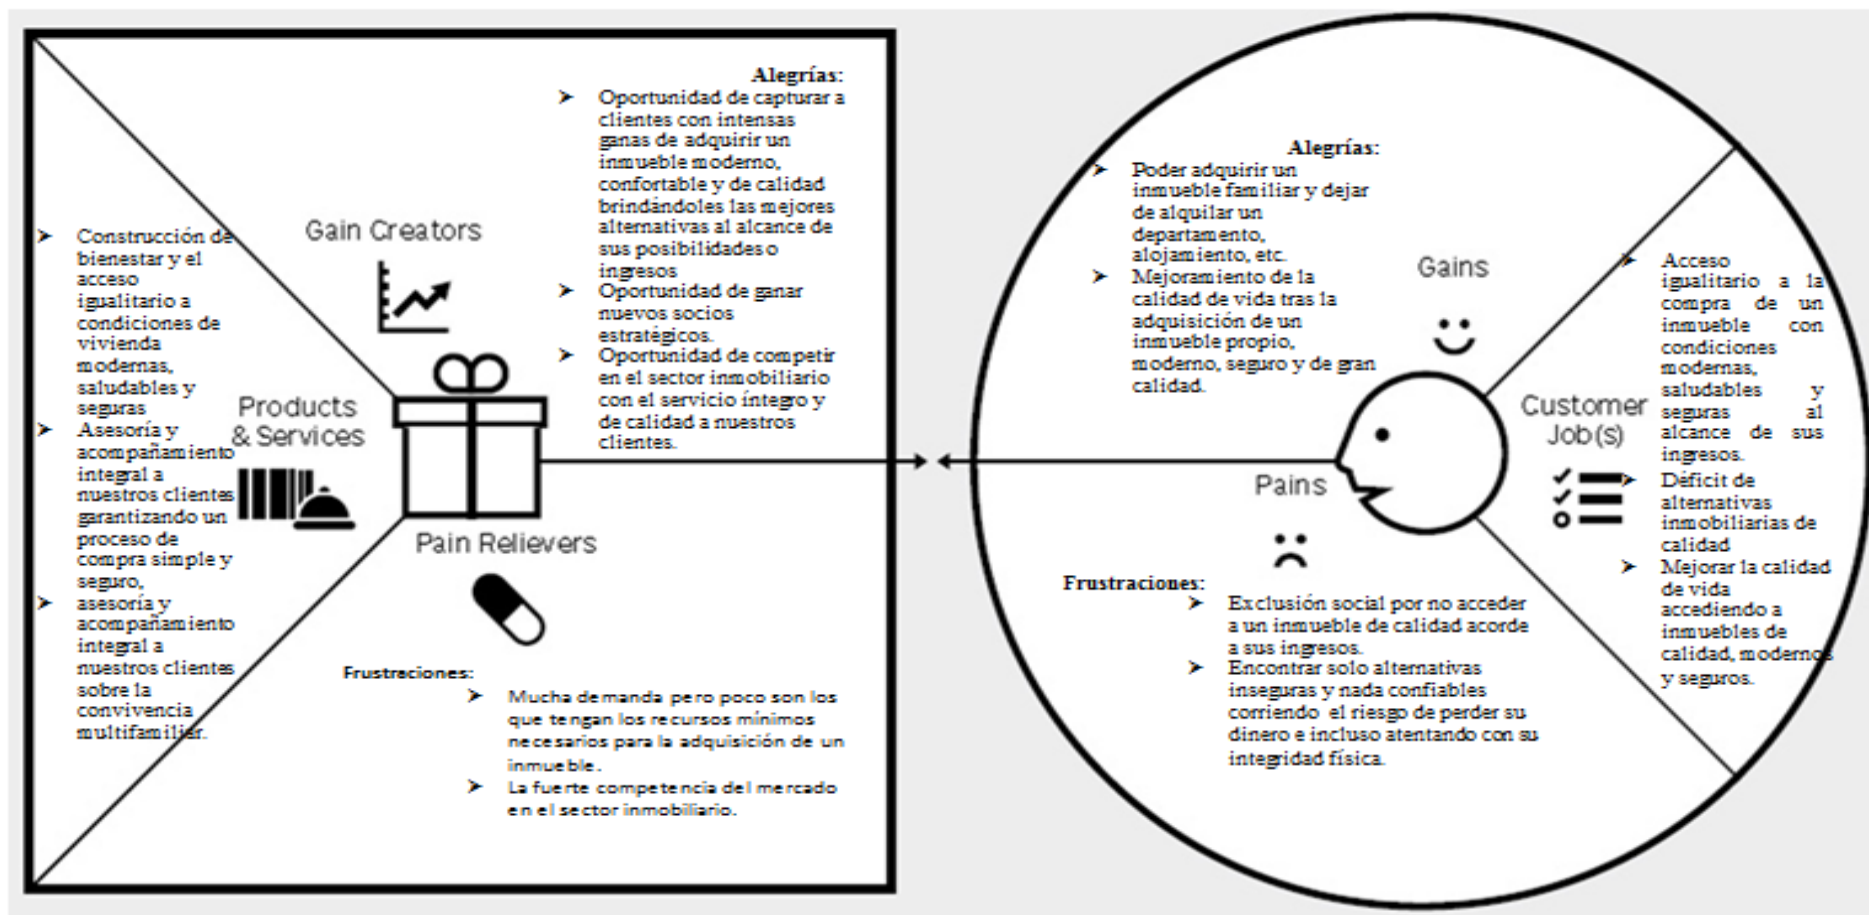 Construcción de
bienestar y el
acceso
igualitario a
condiciones de
vivienda
modernas,
saludables y
seguras
Asesoría y
acompañamiento
integral a
nuestros clientes
garantizando un
proceso de
compra simple y
seguro,
asesoría y
acompañamiento
integral a
nuestros clientes
sobre la
convivencia
multifamiliar.
Products
& Services
Gain Creators
Alegrías:
Oportunidad de capturar a
clientes con intensas
ganas de adquirir un
inmueble moderno,
confortable y de calidad
brindándoles las mejores
alternativas al alcance de
sus posibilidades o
ingresos
Oportunidad de ganar
nuevos socios
estratégicos.
Oportunidad de competir
en el sector inmobiliario
con el servicio íntegro y
de calidad a nuestros
clientes.
Pain Relievers
Frustraciones:
Mucha demanda pero poco son los
que tengan los recursos mínimos
necesarios para la adquisición de un
inmueble.
La fuerte competencia del mercado
en el sector inmobiliario.
Alegrías:
Poder adquirir un
inmueble familiar y dejar
de alquilar un
departamento,
alojamiento, etc.
Mejoramiento de la
calidad de vida tras la
adquisición de un
inmueble propio,
moderno, seguro y de gran
calidad.
Gains
Pains
Frustraciones:
Exclusión social por no acceder
a un inmueble de calidad acorde
a sus ingresos.
Encontrar solo alternativas
inseguras y nada confiables
corriendo el riesgo de perder su
dinero e incluso atentando con su
integridad física.
Customer
Job(s)
Acceso
igualitario a la
compra de un
inmueble con
condiciones
modernas,
saludables y
seguras al
alcance de sus
ingresos.
Déficit de
alternativas
inmobiliarias de
calidad
Mejorar la calidad
de vida
accediendo a
inmuebles de
calidad, modernos
y seguros.